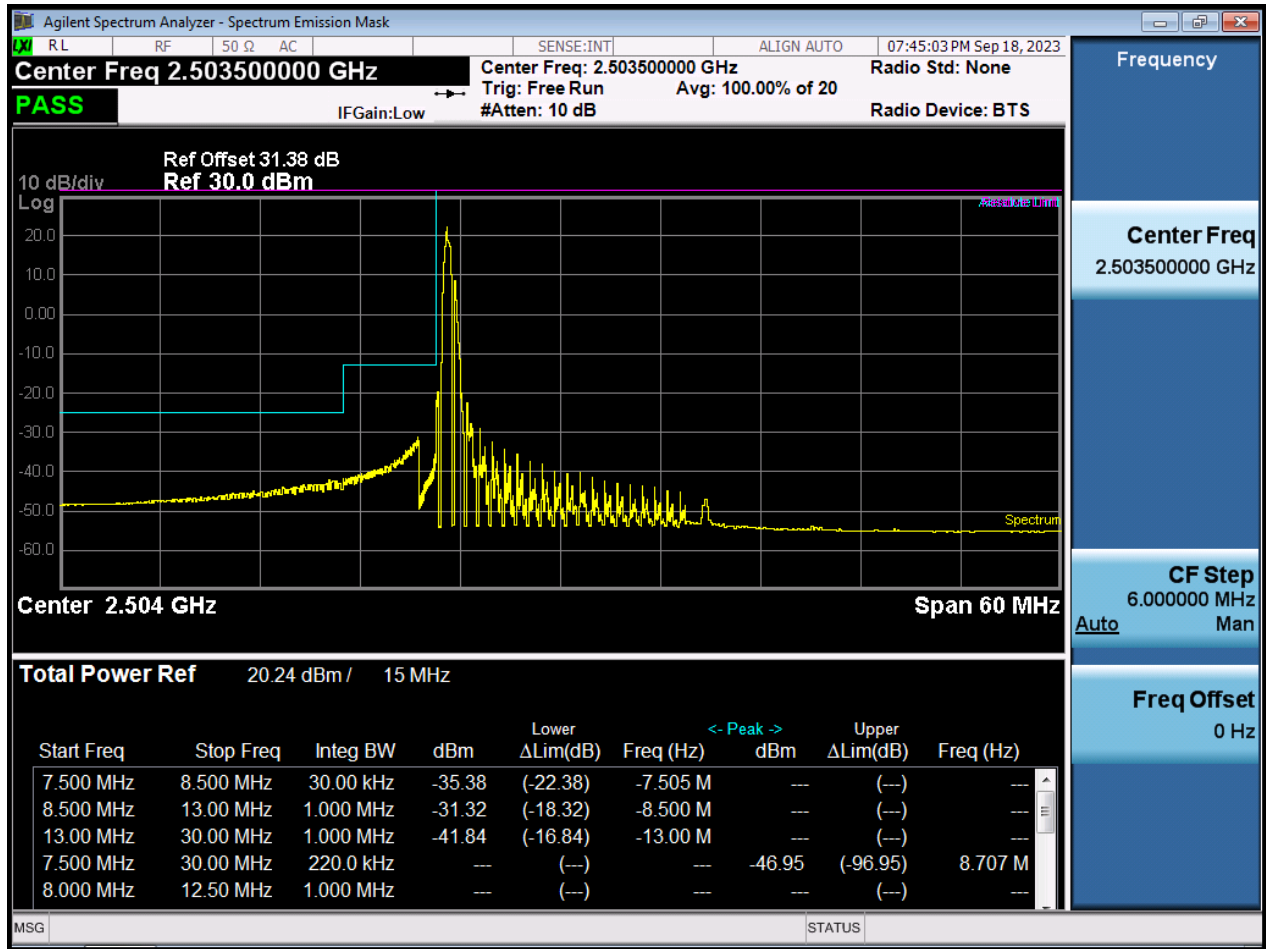 Agilent Spectrum Analyzer - Spectrum Emission Mask
LXI RL RF 50 Ω AC SENSE:INT ALIGN AUTO 07:45:03 PM Sep 18, 2023
Center Freq 2.503500000 GHz
PASS
IFGain:Low
Center Freq: 2.503500000 GHz
Trig: Free Run Avg: 100.00% of 20
#Atten: 10 dB
Radio Std: None
Radio Device: BTS
Ref Offset 31.38 dB
10 dB/div Ref 30.0 dBm
Log
20.0
10.0
0.00
-10.0
-20.0
-30.0
-40.0
-50.0
-60.0
Limit
Spectrum
Center 2.504 GHz Span 60 MHz
Total Power Ref 20.24 dBm / 15 MHz
Lower <- Peak -> Upper
Start Freq Stop Freq Integ BW dBm ΔLim(dB) Freq (Hz) dBm ΔLim(dB) Freq (Hz)
7.500 MHz 8.500 MHz 30.00 kHz -35.38 (-22.38) -7.505 M --- (---) ---
8.500 MHz 13.00 MHz 1.000 MHz -31.32 (-18.32) -8.500 M --- (---) ---
13.00 MHz 30.00 MHz 1.000 MHz -41.84 (-16.84) -13.00 M --- (---) ---
7.500 MHz 30.00 MHz 220.0 kHz --- (---) --- -46.95 (-96.95) 8.707 M
8.000 MHz 12.50 MHz 1.000 MHz --- (---) --- --- (---) ---
MSG STATUS
Frequency
Center Freq
2.503500000 GHz
CF Step
6.000000 MHz
Auto Man
Freq Offset
0 Hz